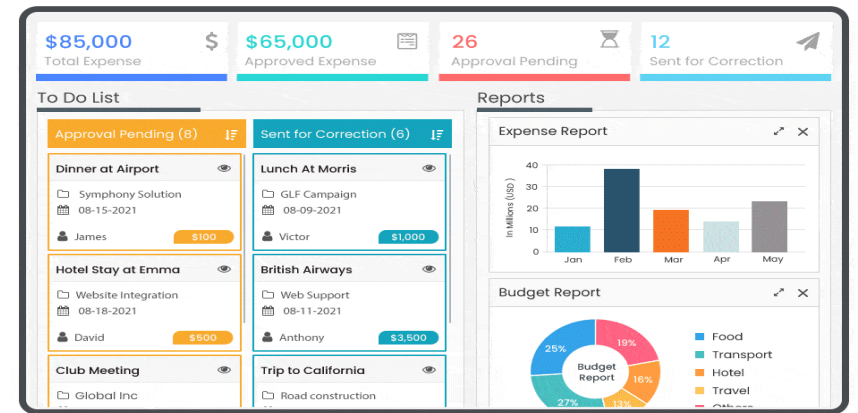 $85,000
Total Expense
$
$65,000
Approved Expense
26
Approval Pending
12
Sent for Correction
To Do List
Approval Pending (8)
Dinner at Airport
Symphony Solution
08-15-2021
James $100
Hotel Stay at Emma
Website Integration
08-18-2021
David $500
Club Meeting
Global Inc
Sent for Correction (6)
Lunch At Morris
GLF Campaign
08-09-2021
Victor $1,000
British Airways
Web Support
08-11-2021
Anthony $3,500
Trip to California
Road construction
Reports
Expense Report
In Millions (USD )
40
30
20
10
0
Jan Feb Mar Apr May
Budget Report
25%
19%
16%
13%
27%
Budget
Report
Food
Transport
Hotel
Travel
Others